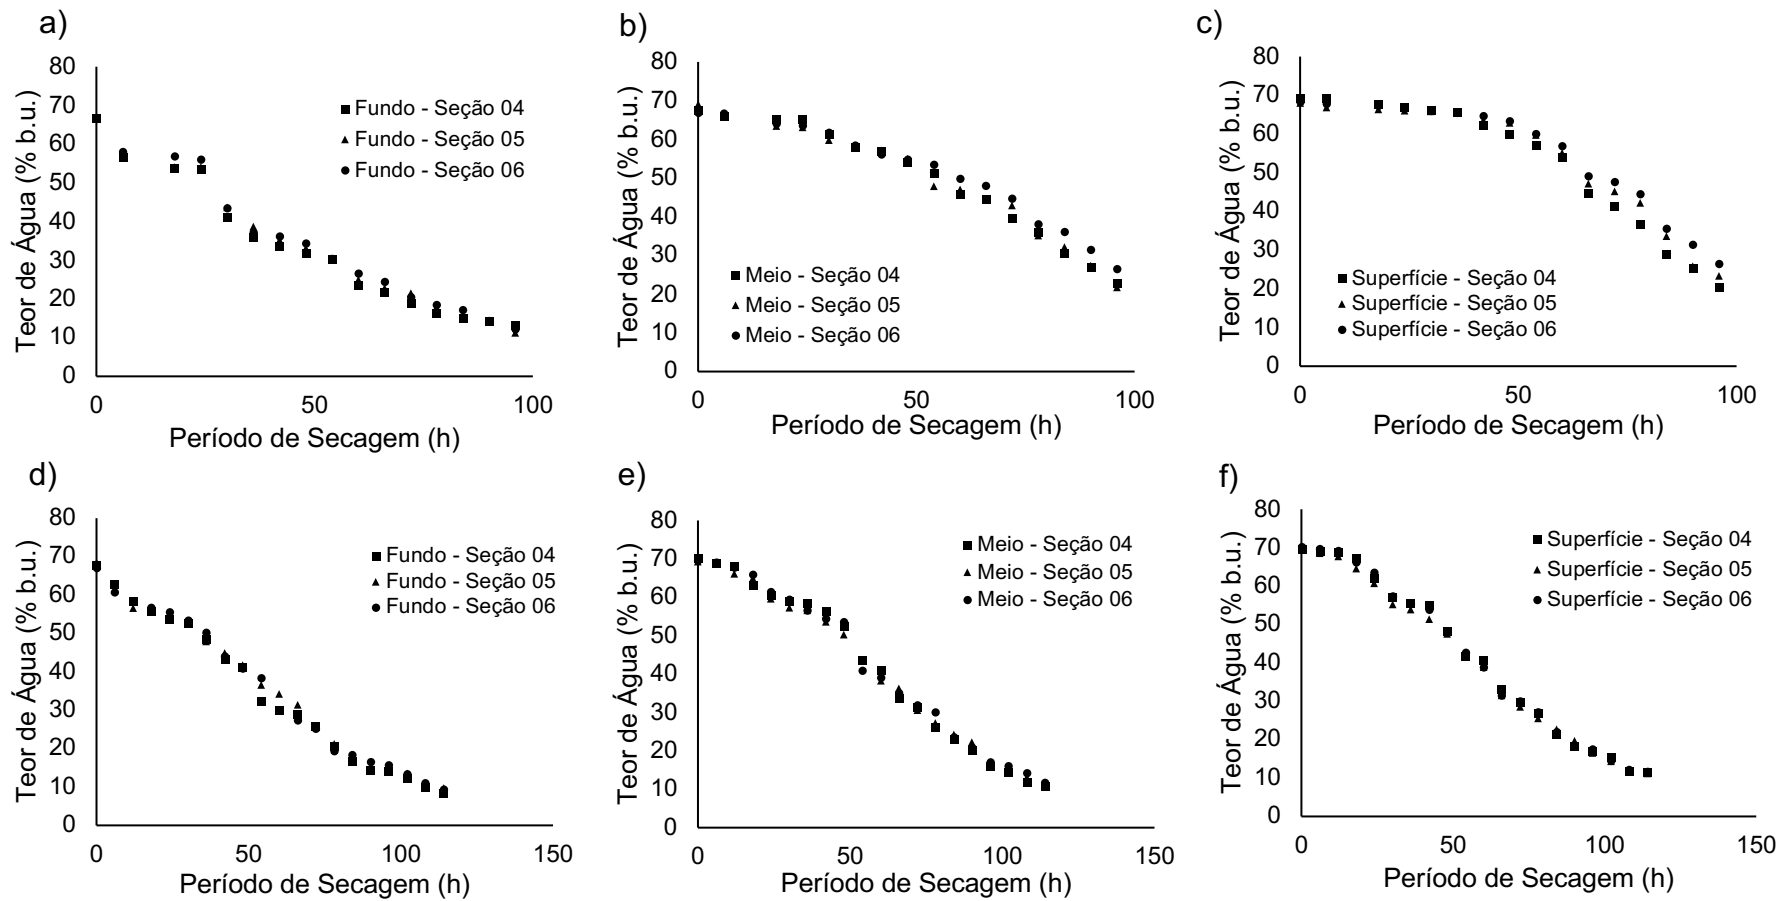 a)
Teor de Água (% b.u.)
80
70
60
50
40
30
20
10
0
Fundo - Seção 04
Fundo - Seção 05
Fundo - Seção 06
0
50
100
Período de Secagem (h)
b)
Teor de Água (% b.u.)
80
70
60
50
40
30
20
10
0
Meio - Seção 04
Meio - Seção 05
Meio - Seção 06
0
50
100
Período de Secagem (h)
c)
Teor de Água (% b.u.)
80
70
60
50
40
30
20
10
0
Superfície - Seção 04
Superfície - Seção 05
Superfície - Seção 06
0
50
100
Período de Secagem (h)
d)
Teor de Água (% b.u.)
80
70
60
50
40
30
20
10
0
Fundo - Seção 04
Fundo - Seção 05
Fundo - Seção 06
0
50
100
150
Período de Secagem (h)
e)
Teor de Água (% b.u.)
80
70
60
50
40
30
20
10
0
Meio - Seção 04
Meio - Seção 05
Meio - Seção 06
0
50
100
150
Período de Secagem (h)
f)
Teor de Água (% b.u.)
80
70
60
50
40
30
20
10
0
Superfície - Seção 04
Superfície - Seção 05
Superfície - Seção 06
0
50
100
150
Período de Secagem (h)